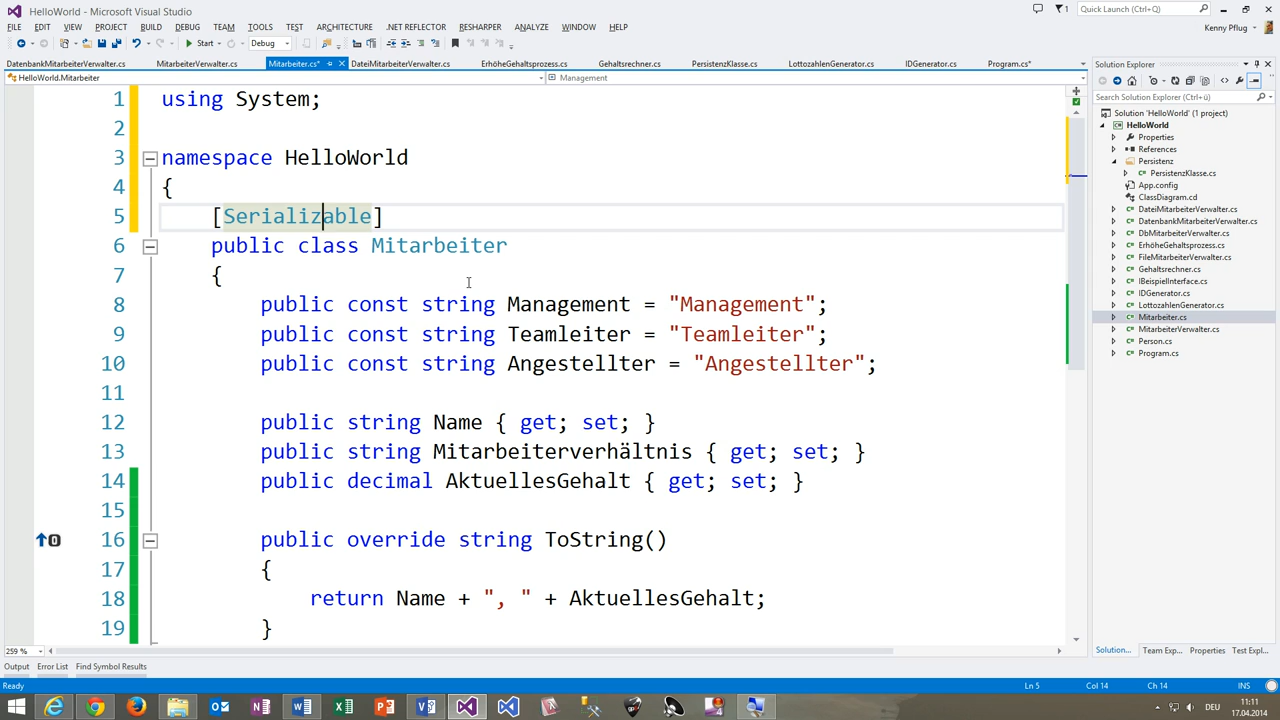 HelloWorld - Microsoft Visual Studio
1
Quick Launch (Ctrl+Q)
FILE EDIT VIEW PROJECT BUILD DEBUG TEAM TOOLS TEST ARCHITECTURE .NET REFLECTOR RESHARPER ANALYZE WINDOW HELP
Kenny Pflug
Start Debug
DatenbankMitarbeiterVerwalter.cs MitarbeiterVerwalter.cs Mitarbeiter.cs* DateiMitarbeiterVerwalter.cs ErhöheGehaltsprozess.cs Gehaltsrechner.cs PersistenzKlasse.cs LottozahlenGenerator.cs IDGenerator.cs Program.cs*
HelloWorld.Mitarbeiter Management
1 using System;
2
3 namespace HelloWorld
4 {
5 [Serializable]
6 public class Mitarbeiter
7 {
8 public const string Management = "Management";
9 public const string Teamleiter = "Teamleiter";
10 public const string Angestellter = "Angestellter";
11
12 public string Name { get; set; }
13 public string Mitarbeiterverhältnis { get; set; }
14 public decimal AktuellesGehalt { get; set; }
15
16 public override string ToString()
17 {
18 return Name + ", " + AktuellesGehalt;
19 }
259 %
Solution Explorer
Search Solution Explorer (Ctrl+ü)
Solution 'HelloWorld' (1 project)
HelloWorld
Properties
References
Persistenz
PersistenzKlasse.cs
App.config
ClassDiagram.cd
DateiMitarbeiterVerwalter.cs
DatenbankMitarbeiterVerwalter.cs
DbMitarbeiterVerwalter.cs
ErhöheGehaltsprozess.cs
FileMitarbeiterVerwalter.cs
Gehaltsrechner.cs
IBeispielInterface.cs
IDGenerator.cs
LottozahlenGenerator.cs
Mitarbeiter.cs
MitarbeiterVerwalter.cs
Person.cs
Program.cs
Solution... Team Exp... Properties Test Expl...
Output Error List Find Symbol Results
Ready Ln 5 Col 14 Ch 14 INS
DEU
11:11
17.04.2014